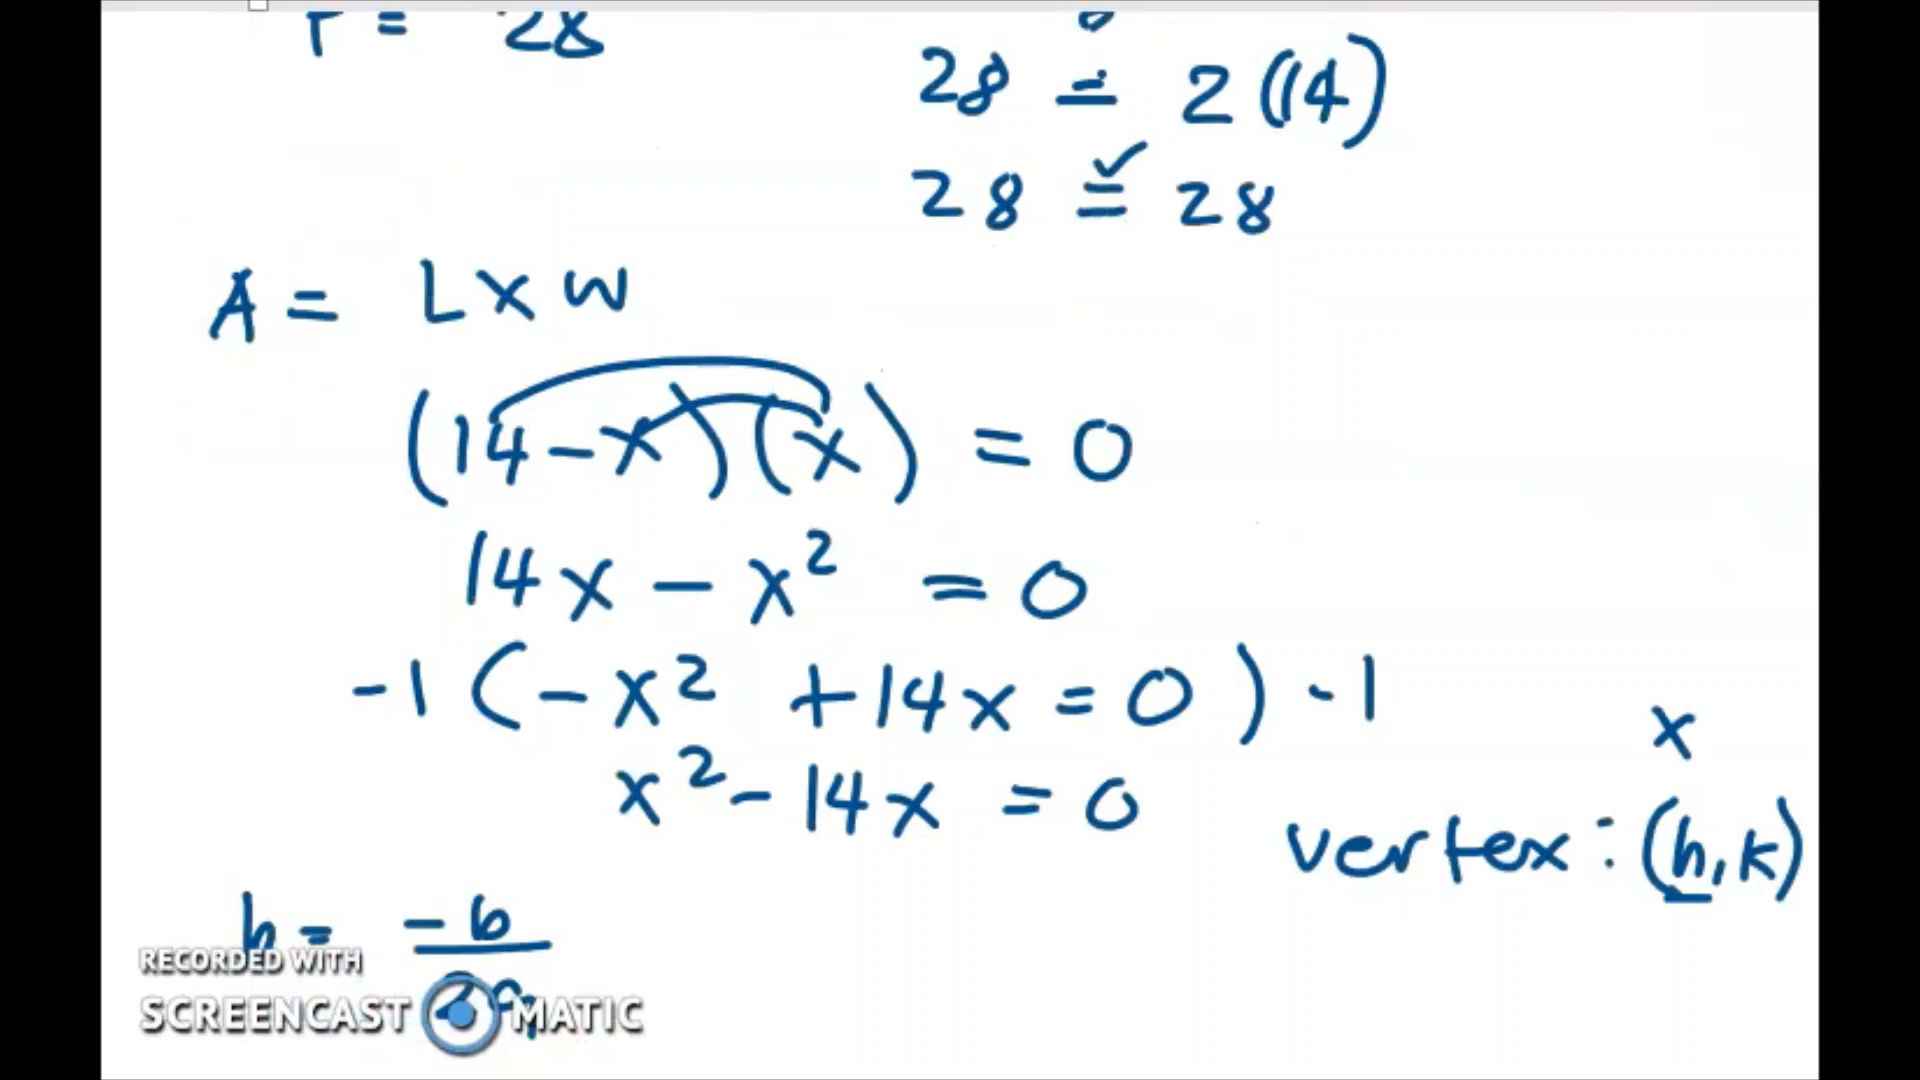 P = 28
28 = 2 (14)
28 = 28
A = L x w
(14-x)(x) = 0
14x - x² = 0
-1 (-x² + 14x = 0) -1
x² - 14x = 0
x
vertex : (h, k)
h = -b
2a
RECORDED WITH
SCREENCAST MATIC